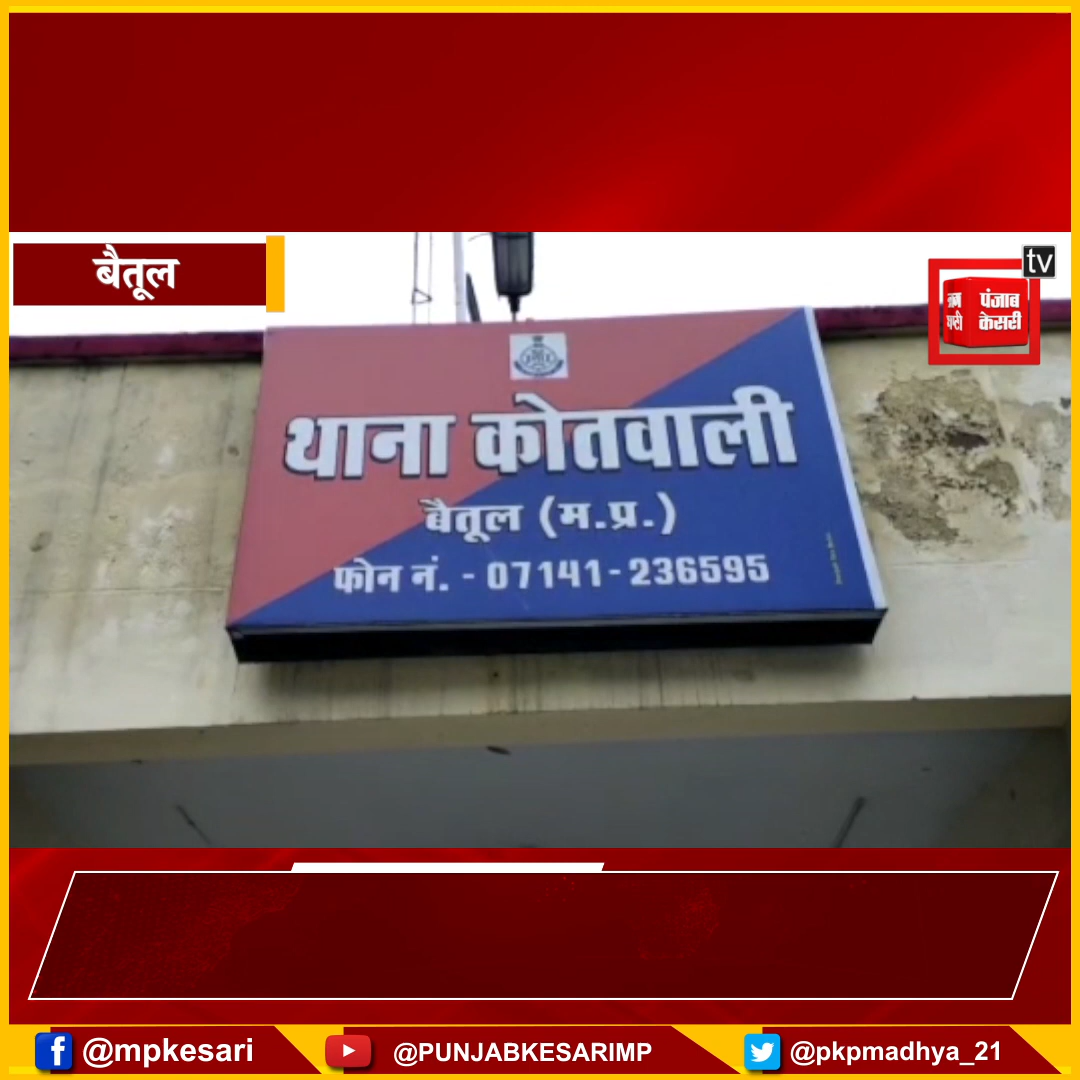 बैतूल
tv
पंजाब
केसरी
थाना कोतवाली
बैतूल (म.प्र.)
फोन नं. - 07141-236595
@mpkesari
@PUNJABKESARIMP
@pkpmadhya_21